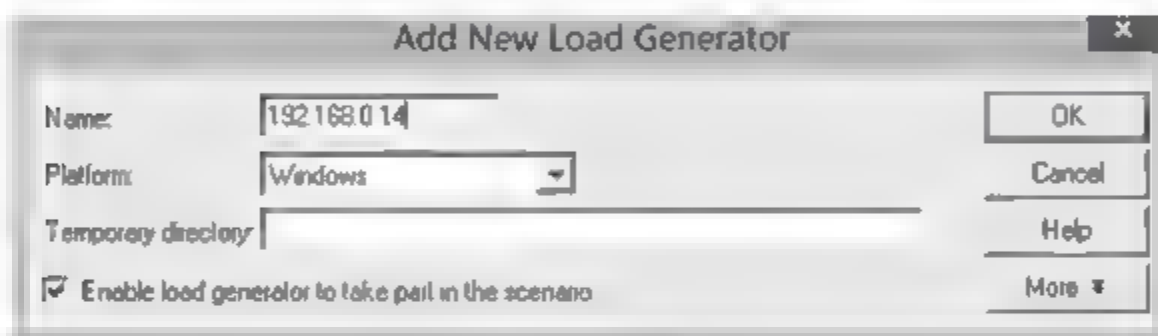 Add New Load Generator
x
Name:
192.168.0.14
OK
Platform:
Windows
Cancel
Temporary directory:
Help
Enable load generator to take part in the scenario
More